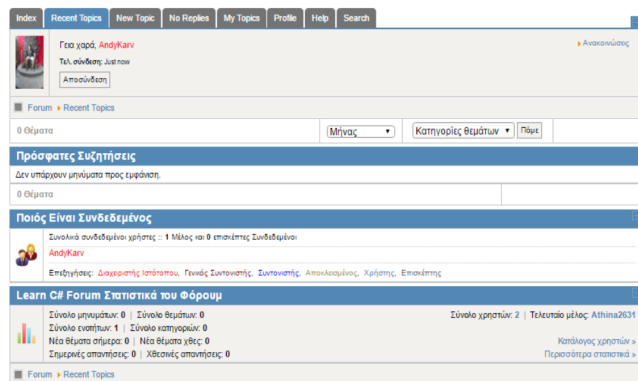 Index Recent Topics New Topic No Replies My Topics Profile Help Search
Γεια χαρά, AndyKarv
Ανακοινώσεις
Τελ. σύνδεση: Just now
Αποσύνδεση
Forum Recent Topics
0 Θέματα Μήνας Κατηγορίες θεμάτων Πάμε
Πρόσφατες Συζητήσεις
Δεν υπάρχουν μηνύματα προς εμφάνιση.
0 Θέματα
Ποιός Είναι Συνδεδεμένος
Συνολικά συνδεδεμένοι χρήστες :: 1 Μέλος και 0 επισκέπτες Συνδεδεμένοι
AndyKarv
Επεξηγήσεις: Διαχειριστής Ιστότοπου, Γενικός Συντονιστής, Συντονιστής, Αποκλεισμένος, Χρήστης, Επισκέπτης
Learn C# Forum Στατιστικά του Φόρουμ
Σύνολο μηνυμάτων: 0 | Σύνολο θεμάτων: 0 Σύνολο χρηστών: 2 | Τελευταίο μέλος: Athina2631
Σύνολο ενοτήτων: 1 | Σύνολο κατηγοριών: 0
Νέα θέματα σήμερα: 0 | Νέα θέματα χθες: 0 Κατάλογος χρηστών »
Σημερινές απαντήσεις: 0 | Χθεσινές απαντήσεις: 0 Περισσότερα στατιστικά »
Forum Recent Topics